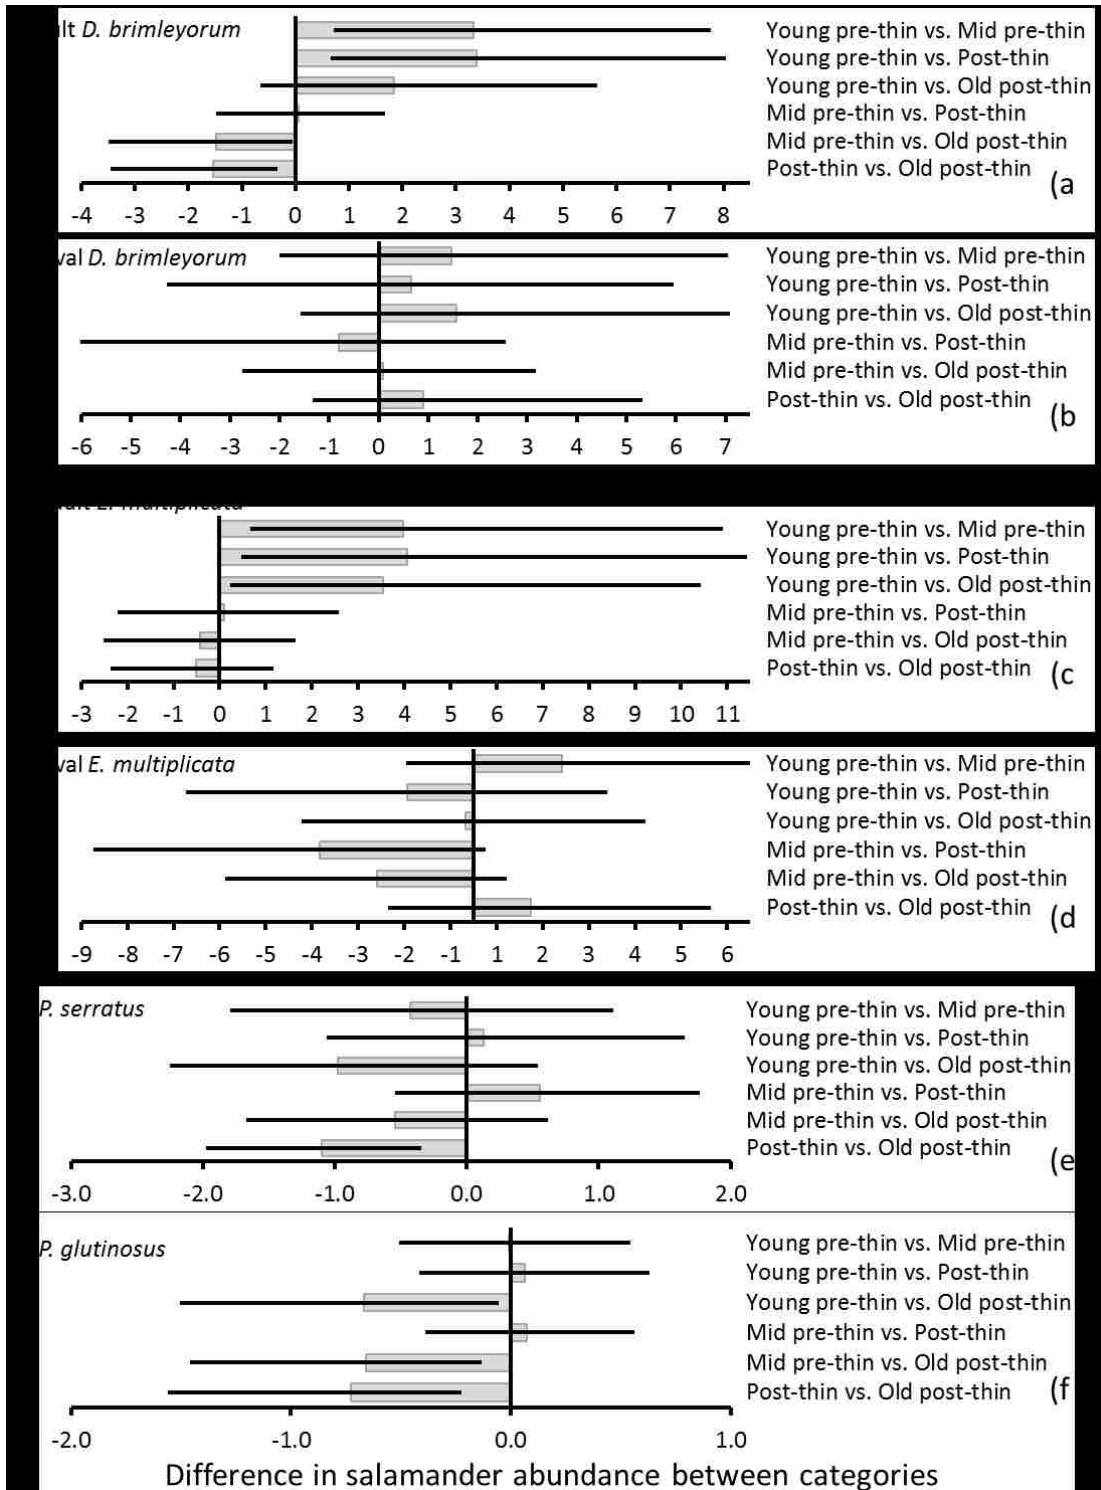 ult D. brimleyorum
Young pre-thin vs. Mid pre-thin
Young pre-thin vs. Post-thin
Young pre-thin vs. Old post-thin
Mid pre-thin vs. Post-thin
Mid pre-thin vs. Old post-thin
Post-thin vs. Old post-thin
(a
-4 -3 -2 -1 0 1 2 3 4 5 6 7 8
val D. brimleyorum
Young pre-thin vs. Mid pre-thin
Young pre-thin vs. Post-thin
Young pre-thin vs. Old post-thin
Mid pre-thin vs. Post-thin
Mid pre-thin vs. Old post-thin
Post-thin vs. Old post-thin
(b
-6 -5 -4 -3 -2 -1 0 1 2 3 4 5 6 7
E. multiplicata
Young pre-thin vs. Mid pre-thin
Young pre-thin vs. Post-thin
Young pre-thin vs. Old post-thin
Mid pre-thin vs. Post-thin
Mid pre-thin vs. Old post-thin
Post-thin vs. Old post-thin
(c
-3 -2 -1 0 1 2 3 4 5 6 7 8 9 10 11
val E. multiplicata
Young pre-thin vs. Mid pre-thin
Young pre-thin vs. Post-thin
Young pre-thin vs. Old post-thin
Mid pre-thin vs. Post-thin
Mid pre-thin vs. Old post-thin
Post-thin vs. Old post-thin
(d
-9 -8 -7 -6 -5 -4 -3 -2 -1 1 2 3 4 5 6
P. serratus
Young pre-thin vs. Mid pre-thin
Young pre-thin vs. Post-thin
Young pre-thin vs. Old post-thin
Mid pre-thin vs. Post-thin
Mid pre-thin vs. Old post-thin
Post-thin vs. Old post-thin
(e
-3.0 -2.0 -1.0 0.0 1.0 2.0
P. glutinosus
Young pre-thin vs. Mid pre-thin
Young pre-thin vs. Post-thin
Young pre-thin vs. Old post-thin
Mid pre-thin vs. Post-thin
Mid pre-thin vs. Old post-thin
Post-thin vs. Old post-thin
(f
-2.0 -1.0 0.0 1.0
Difference in salamander abundance between categories